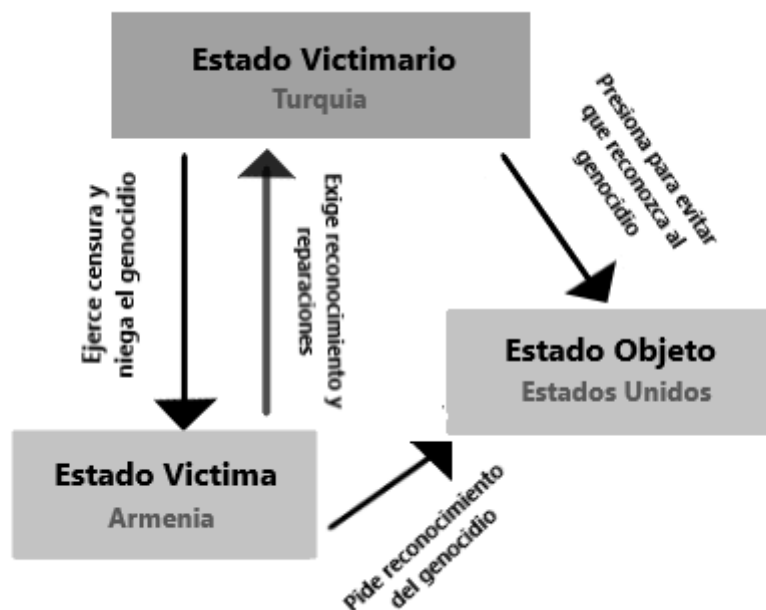 Estado Victimario
Turquia
Presiona para evitar
que reconozca al
genocidio
Ejerce censura y
niega el genocidio
Exige reconocimiento y
reparaciones
Estado Objeto
Estados Unidos
Estado Victima
Armenia
Pide reconocimiento
del genocidio